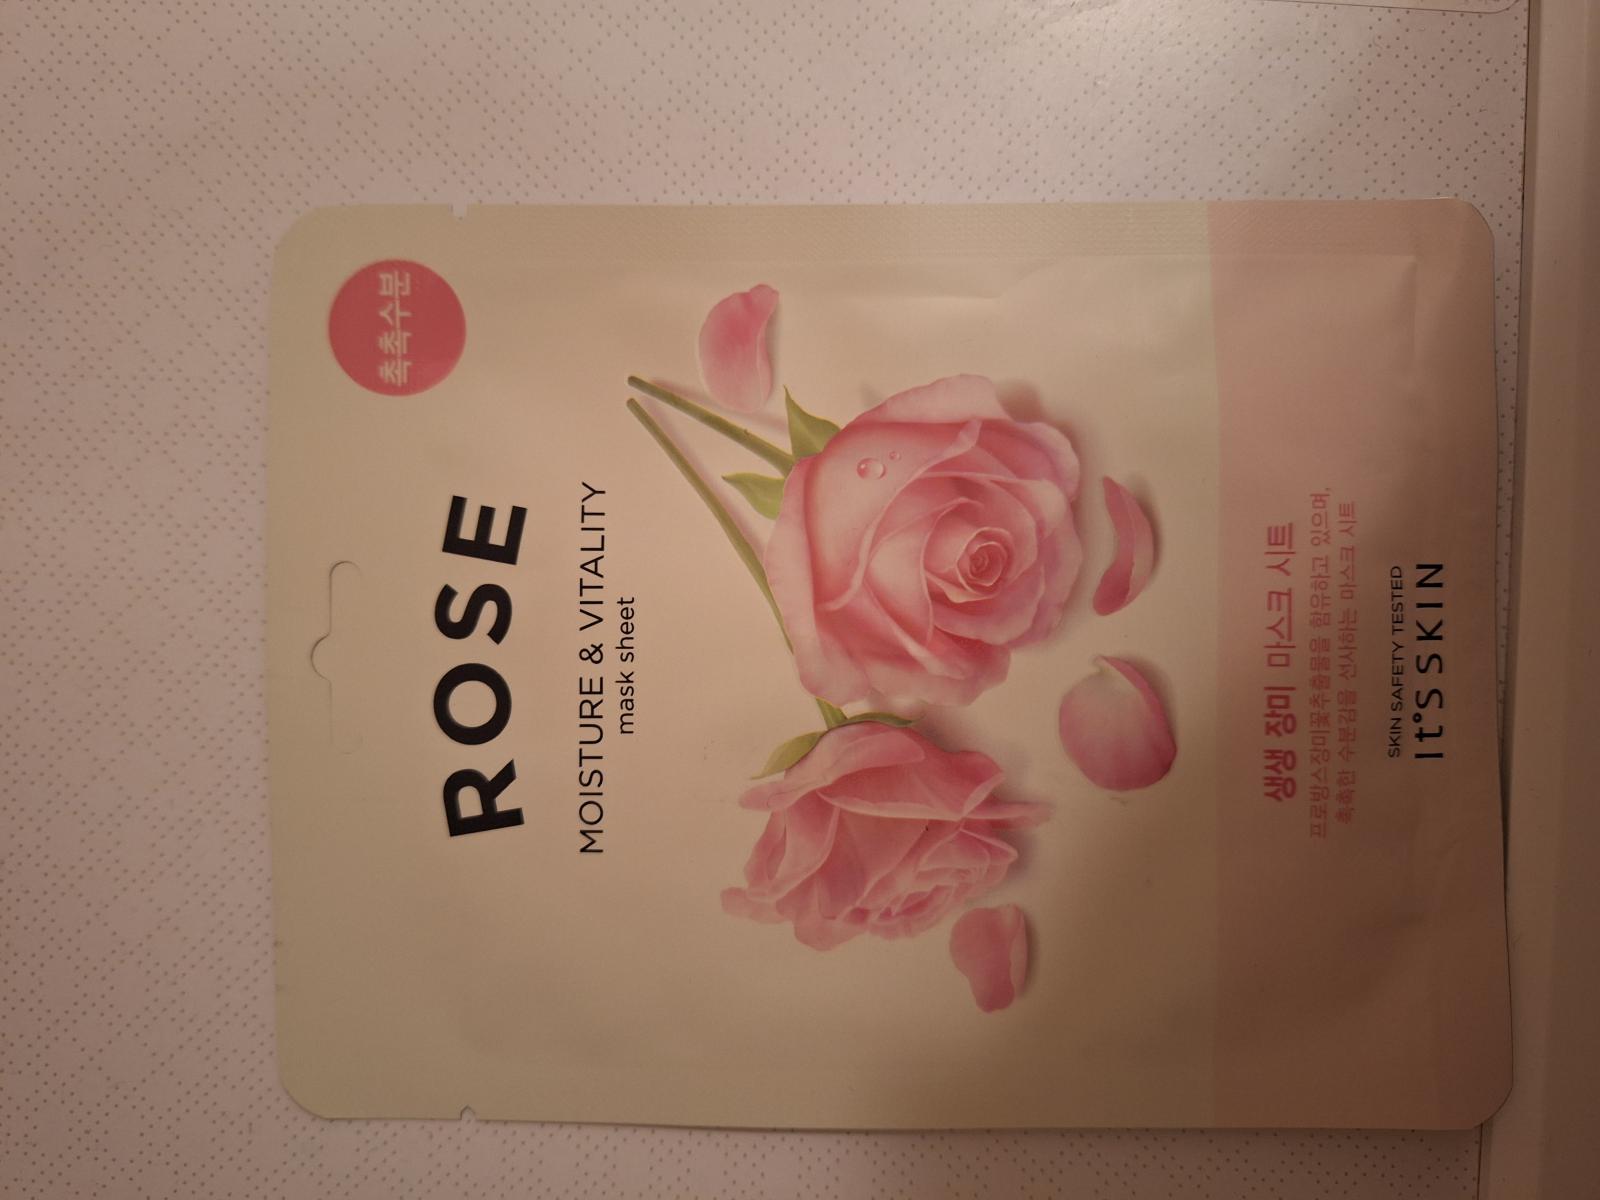 촉촉수분
ROSE
MOISTURE & VITALITY
mask sheet
생생 장미 마스크 시트
프로방스장미꽃추출물을 함유하고 있으며,
촉촉한 수분감을 선사하는 마스크 시트
SKIN SAFETY TESTED
It'S SKIN